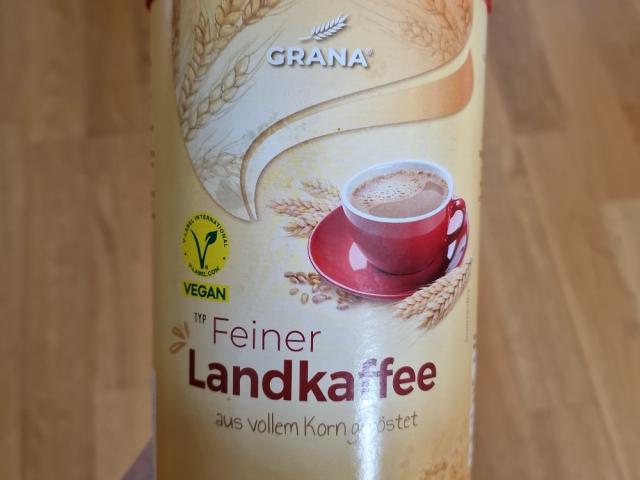 GRANA®
V-LABEL INTERNATIONAL
V-LABEL.COM
VEGAN
TYP Feiner
Landkaffee
aus vollem Korn geröstet